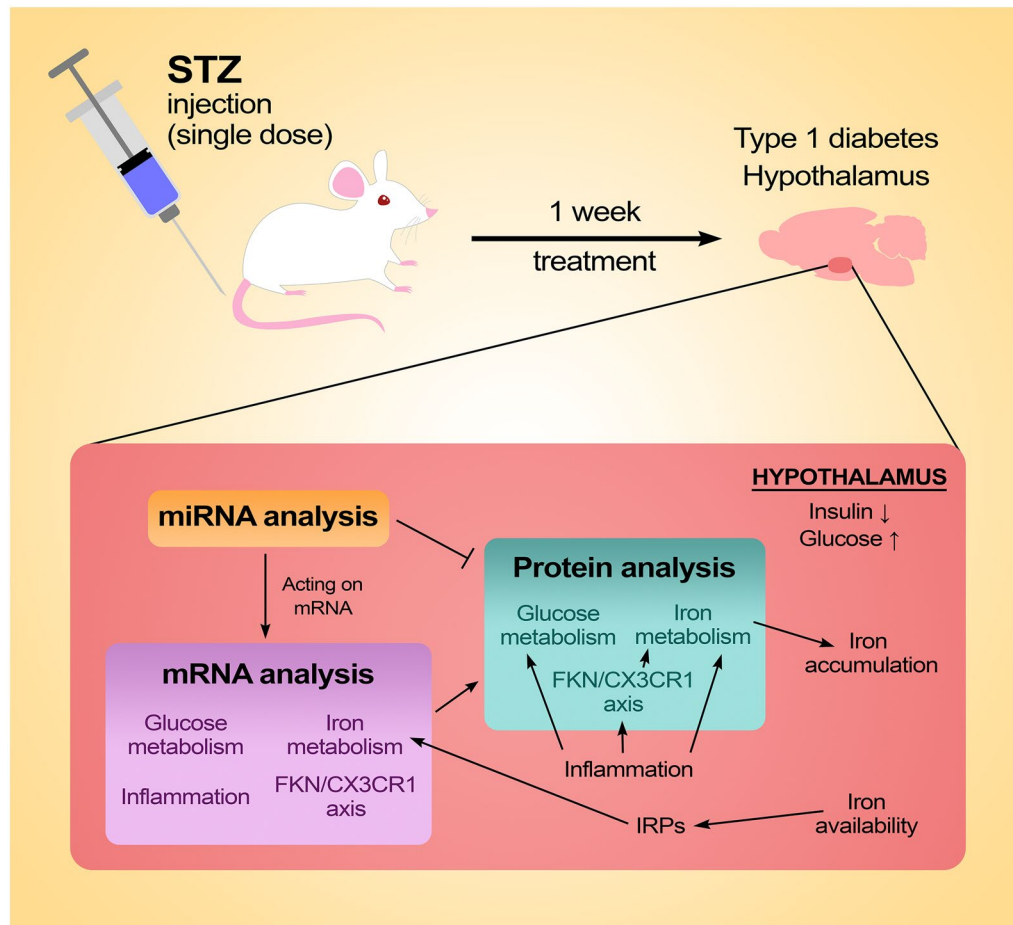 STZ
injection
(single dose)
Type 1 diabetes
Hypothalamus
1 week
treatment
HYPOTHALAMUS
Insulin ↓
Glucose ↑
miRNA analysis
Acting on
mRNA
Protein analysis
Glucose
metabolism
Iron
metabolism
FKN/CX3CR1
axis
Iron
accumulation
mRNA analysis
Glucose
metabolism
Iron
metabolism
Inflammation
FKN/CX3CR1
axis
Inflammation
IRPs
Iron
availability